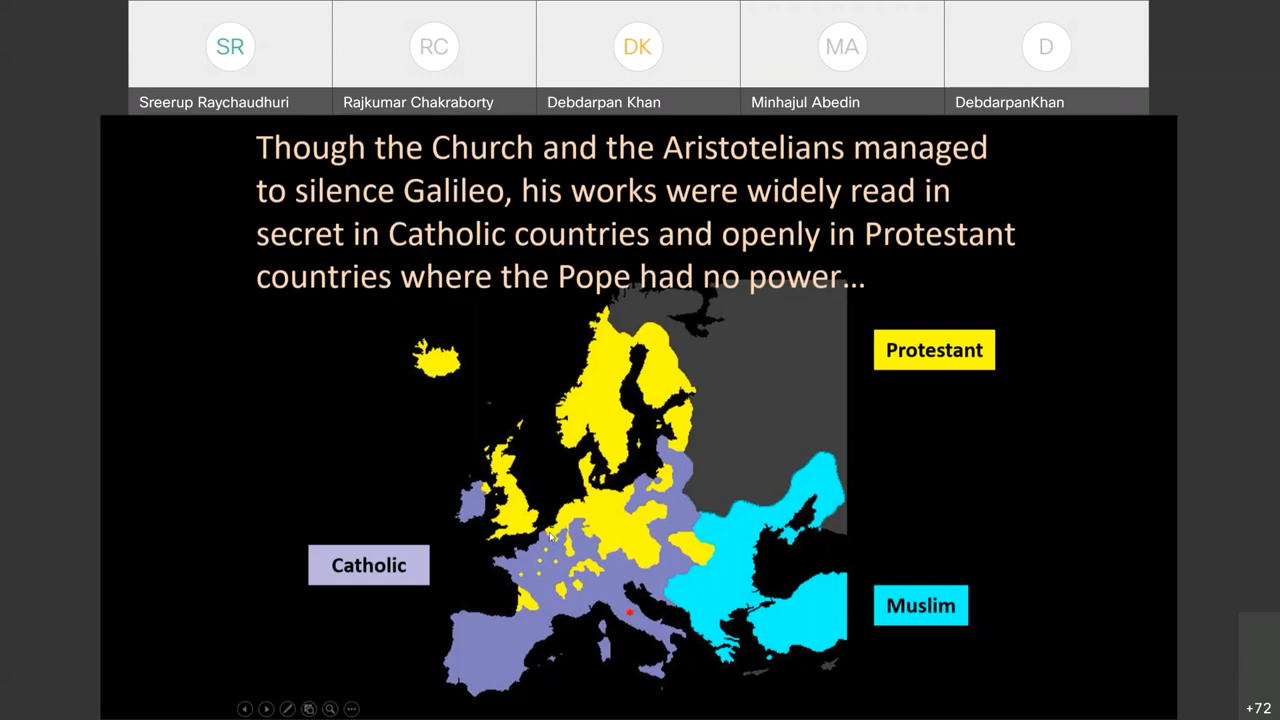 SR
RC
DK
MA
D
Sreerup Raychaudhuri
Rajkumar Chakraborty
Debdarpan Khan
Minhajul Abedin
DebdarpanKhan
Though the Church and the Aristotelians managed
to silence Galileo, his works were widely read in
secret in Catholic countries and openly in Protestant
countries where the Pope had no power...
Protestant
Catholic
Muslim
+72